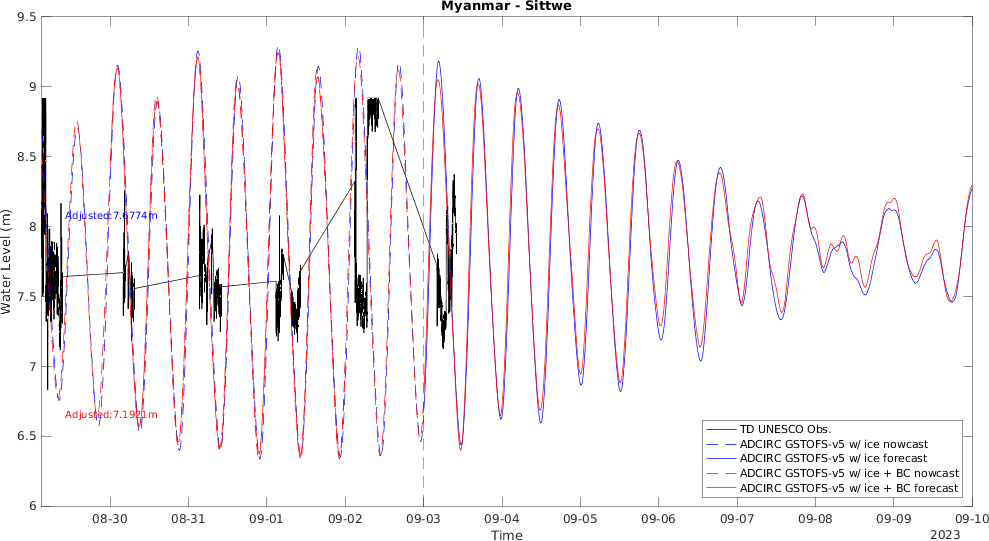 Myanmar - Sittwe
9.5
9
8.5
8
7.5
7
6.5
6
Water Level (m)
Adjusted:7.6774m
Adjusted:7.1921m
TD UNESCO Obs.
ADCIRC GSTOFS-v5 w/ ice nowcast
ADCIRC GSTOFS-v5 w/ ice forecast
ADCIRC GSTOFS-v5 w/ ice + BC nowcast
ADCIRC GSTOFS-v5 w/ ice + BC forecast
08-30 08-31 09-01 09-02 09-03 09-04 09-05 09-06 09-07 09-08 09-09 09-10
Time 2023